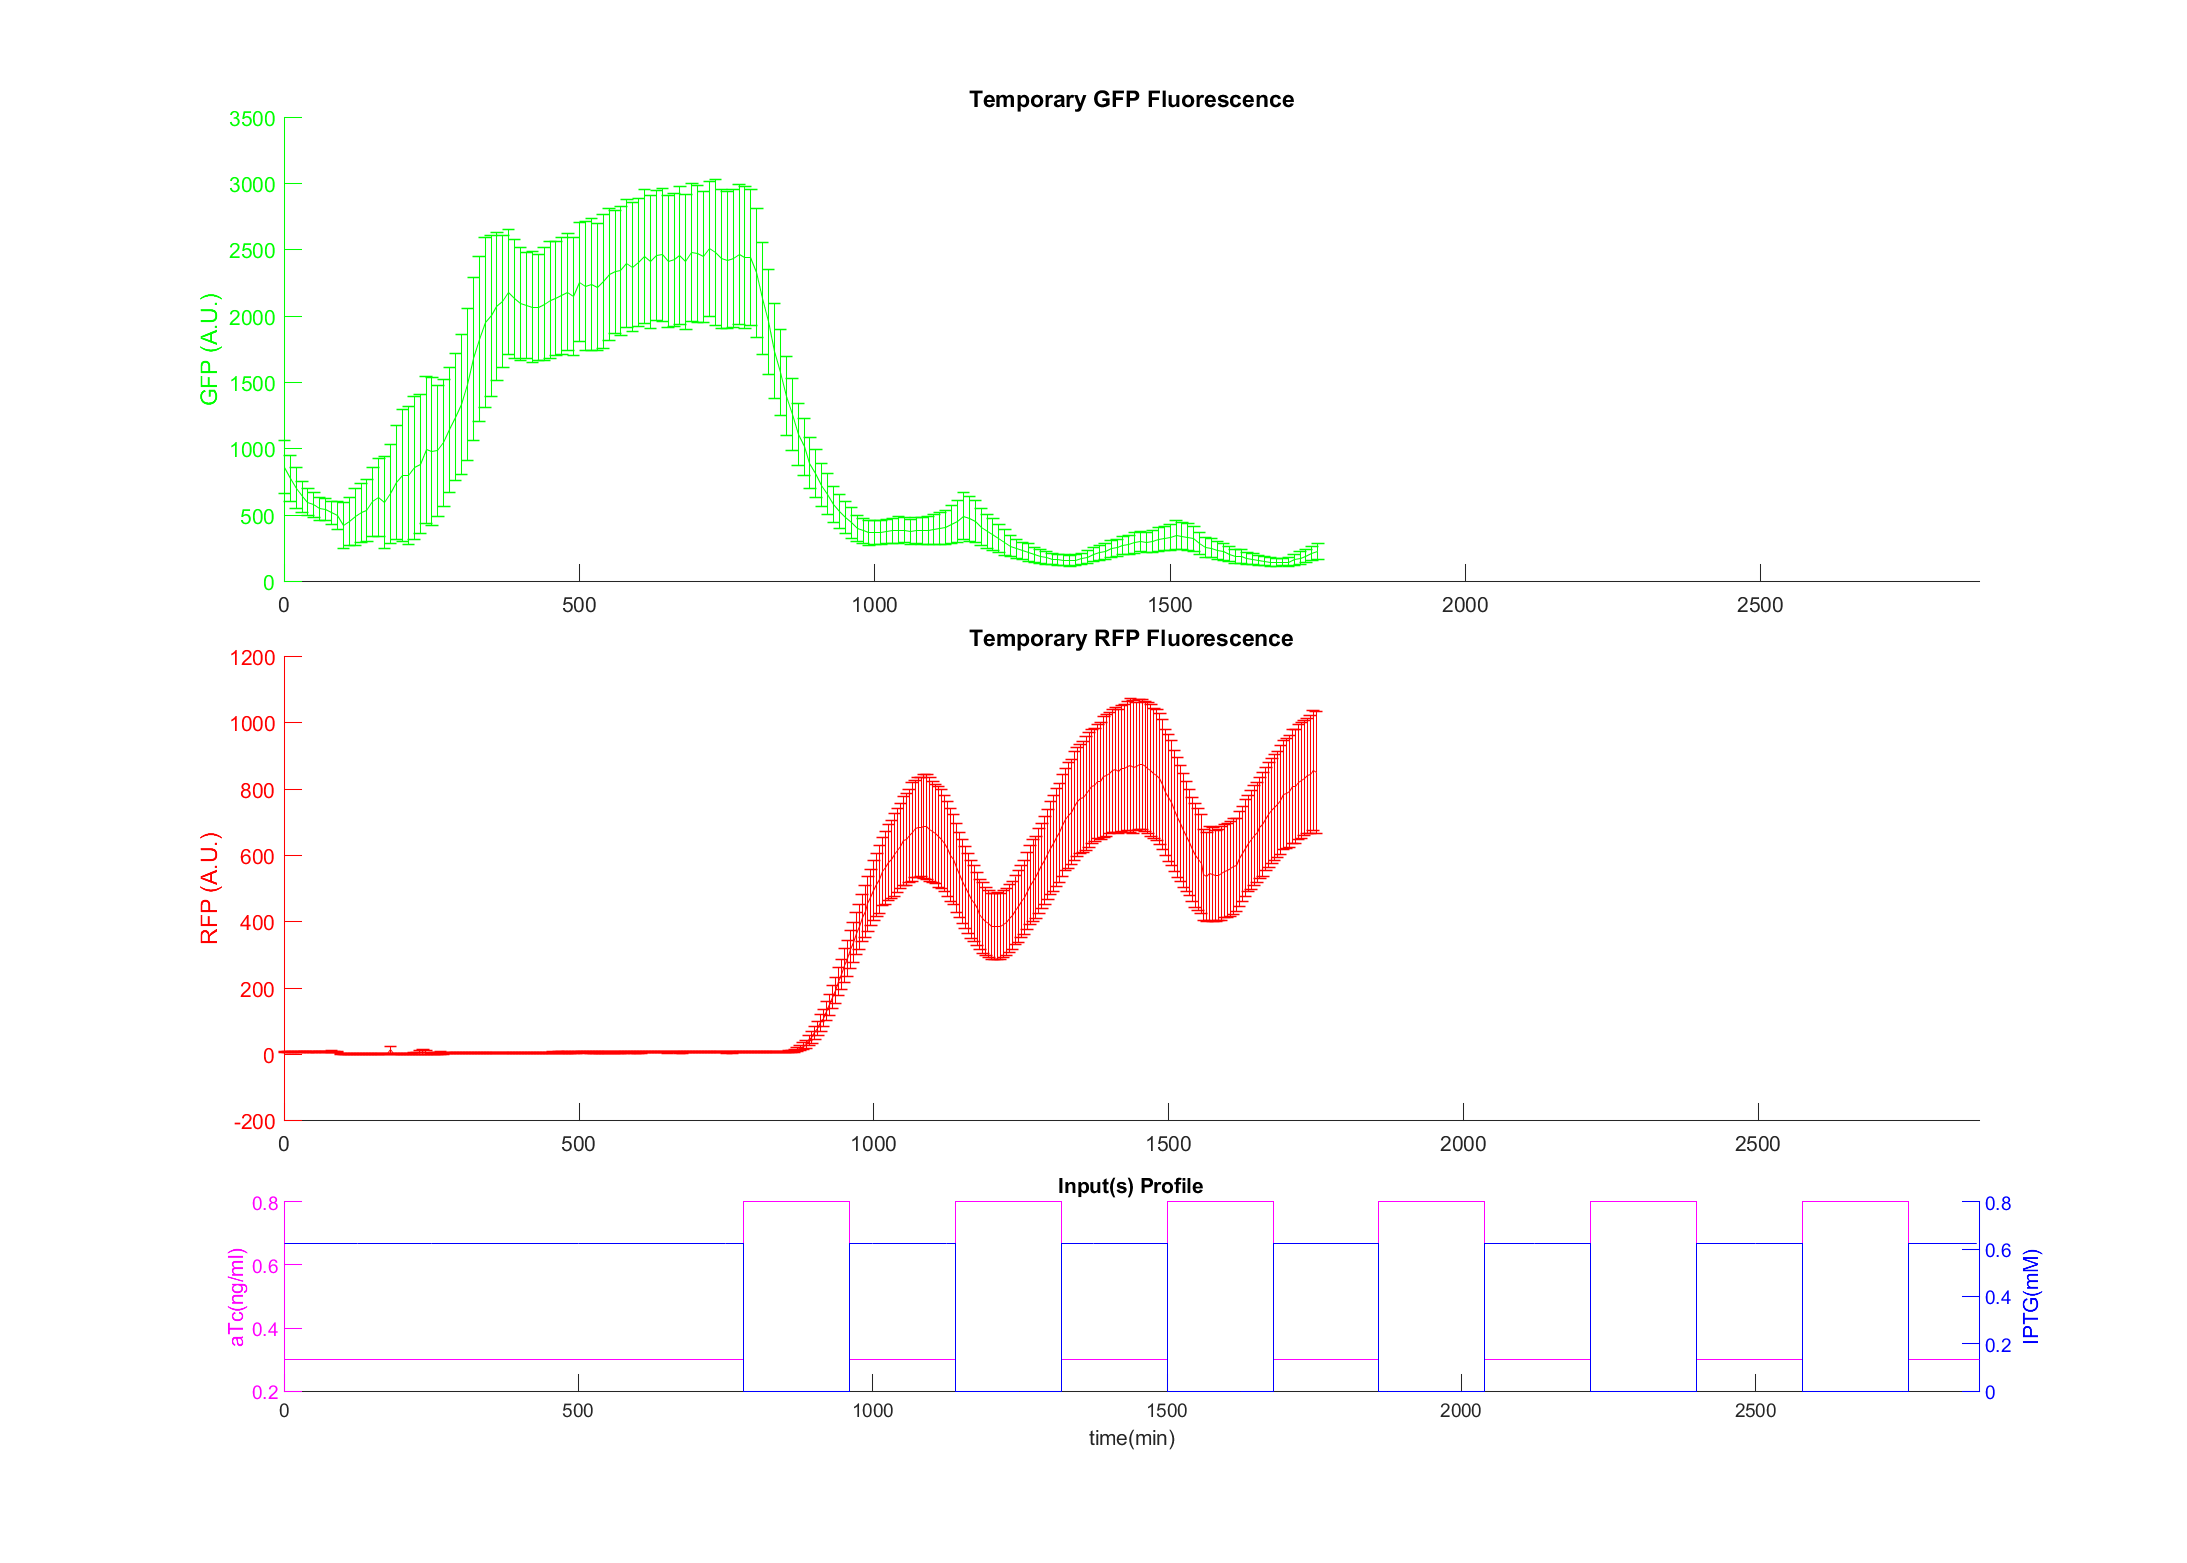 Temporary GFP Fluorescence
3500
3000
2500
2000
1500
1000
500
0
GFP (A.U.)
0 500 1000 1500 2000 2500
Temporary RFP Fluorescence
1200
1000
800
600
400
200
0
-200
RFP (A.U.)
0 500 1000 1500 2000 2500
Input(s) Profile
0.8
0.6
0.4
0.2
aTc(ng/ml)
0.8
0.6
0.4
0.2
0
IPTG(mM)
0 500 1000 1500 2000 2500
time(min)